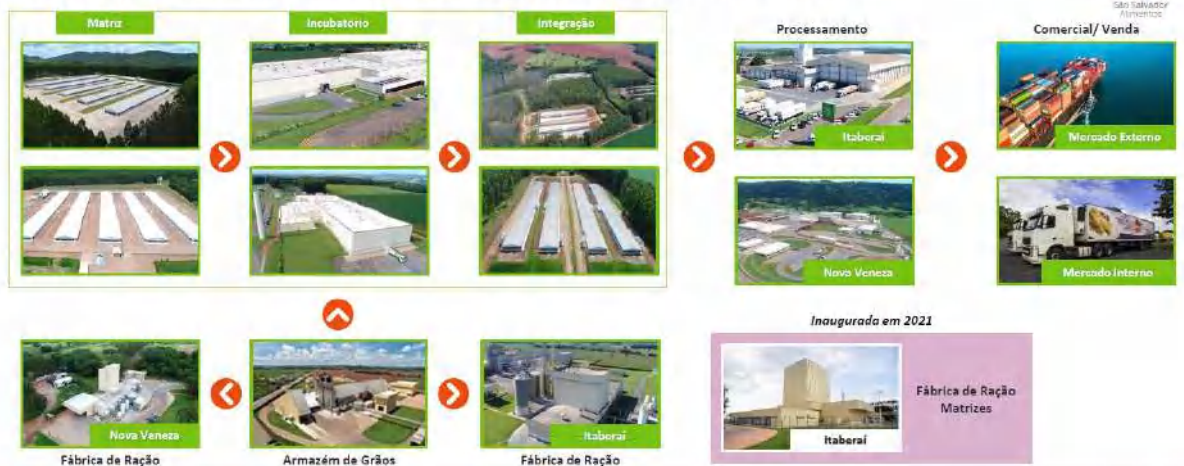 São Salvador
Alimentos
Matriz
Incubatório
Integração
Processamento
Comercial/ Venda
Itaberaí
Mercado Externo
Nova Veneza
Mercado Interno
Inaugurada em 2021
Nova Veneza
Itaberaí
Itaberaí
Fábrica de Ração
Matrizes
Fábrica de Ração
Armazém de Grãos
Fábrica de Ração